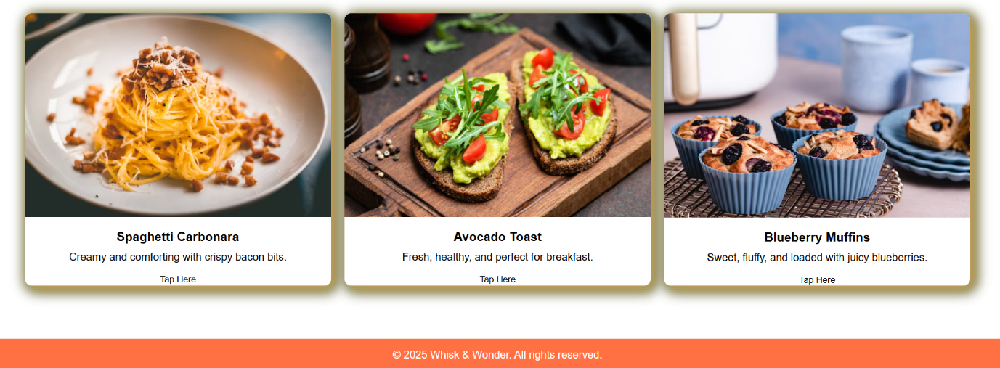 Spaghetti Carbonara
Creamy and comforting with crispy bacon bits.
Tap Here
Avocado Toast
Fresh, healthy, and perfect for breakfast.
Tap Here
Blueberry Muffins
Sweet, fluffy, and loaded with juicy blueberries.
Tap Here
© 2025 Whisk & Wonder. All rights reserved.